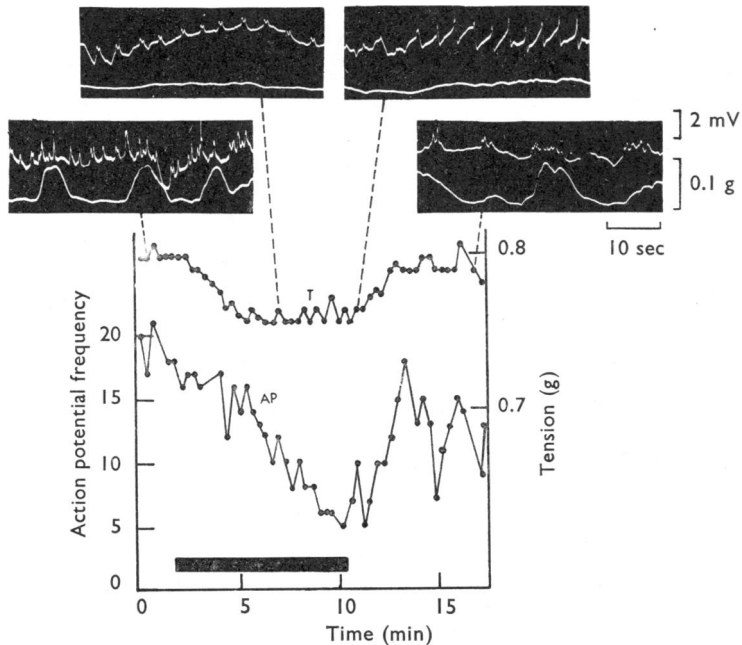 2 mV
0.1 g
10 sec
T
0.8
20
15
10
5
0
AP
0.7
Action potential frequency
Tension (g)
0 5 10 15
Time (min)